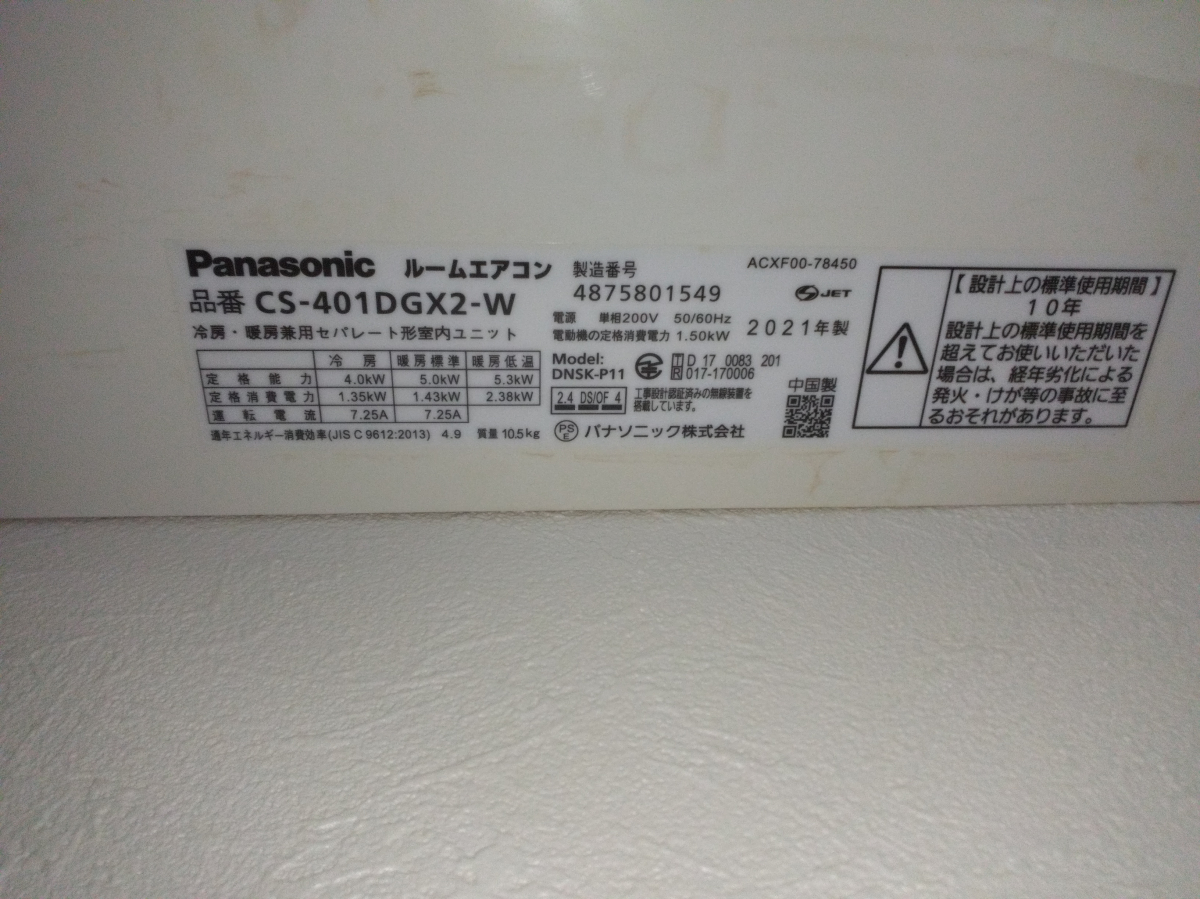 Panasonic ルームエアコン
品番 CS-401DGX2-W
冷房・暖房兼用セパレート形室内ユニット
冷房 暖房標準 暖房低温
定格能力 4.0kW 5.0kW 5.3kW
定格消費電力 1.35kW 1.43kW 2.38kW
運転電流 7.25A 7.25A
通年エネルギー消費効率(JIS C 9612:2013) 4.9 質量 10.5kg
製造番号
4875801549
電源 単相200V 50/60Hz
電動機の定格消費電力 1.50kW
Model:
DNSK-P11
T D 17 0083 201
R 017-170006
2.4 DS/OF 4
工事設計認証済みの無線装置を
搭載しています。
PS
E パナソニック株式会社
ACXF00-78450
S JET
2021年製
中国製
【設計上の標準使用期間】
10年
設計上の標準使用期間を
超えてお使いいただいた
場合は、経年劣化による
発火・けが等の事故に至
るおそれがあります。